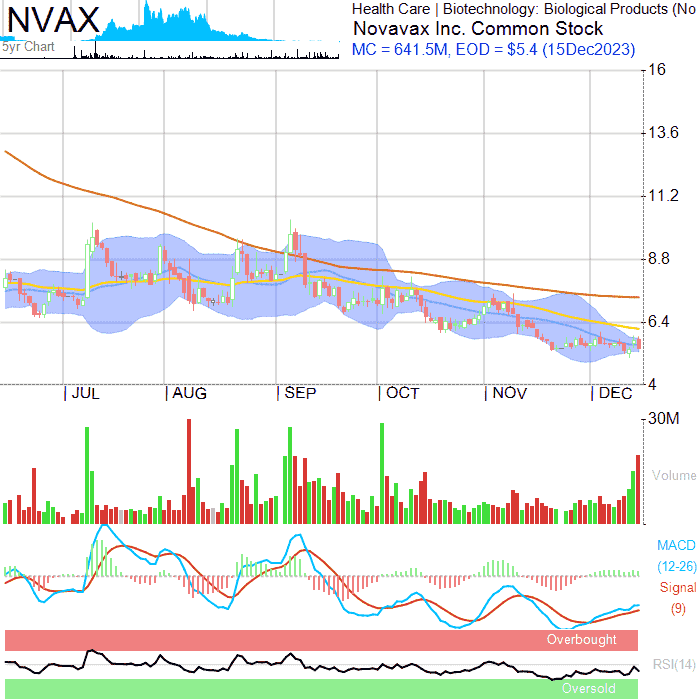 NVAX
5yr Chart
Health Care | Biotechnology: Biological Products (No
Novavax Inc. Common Stock
MC = 641.5M, EOD = $5.4 (15Dec2023)
16
13.6
11.2
8.8
6.4
4
| JUL | AUG | SEP | OCT | NOV | DEC
30M
Volume
MACD
(12-26)
Signal
(9)
Overbought
RSI(14)
Oversold